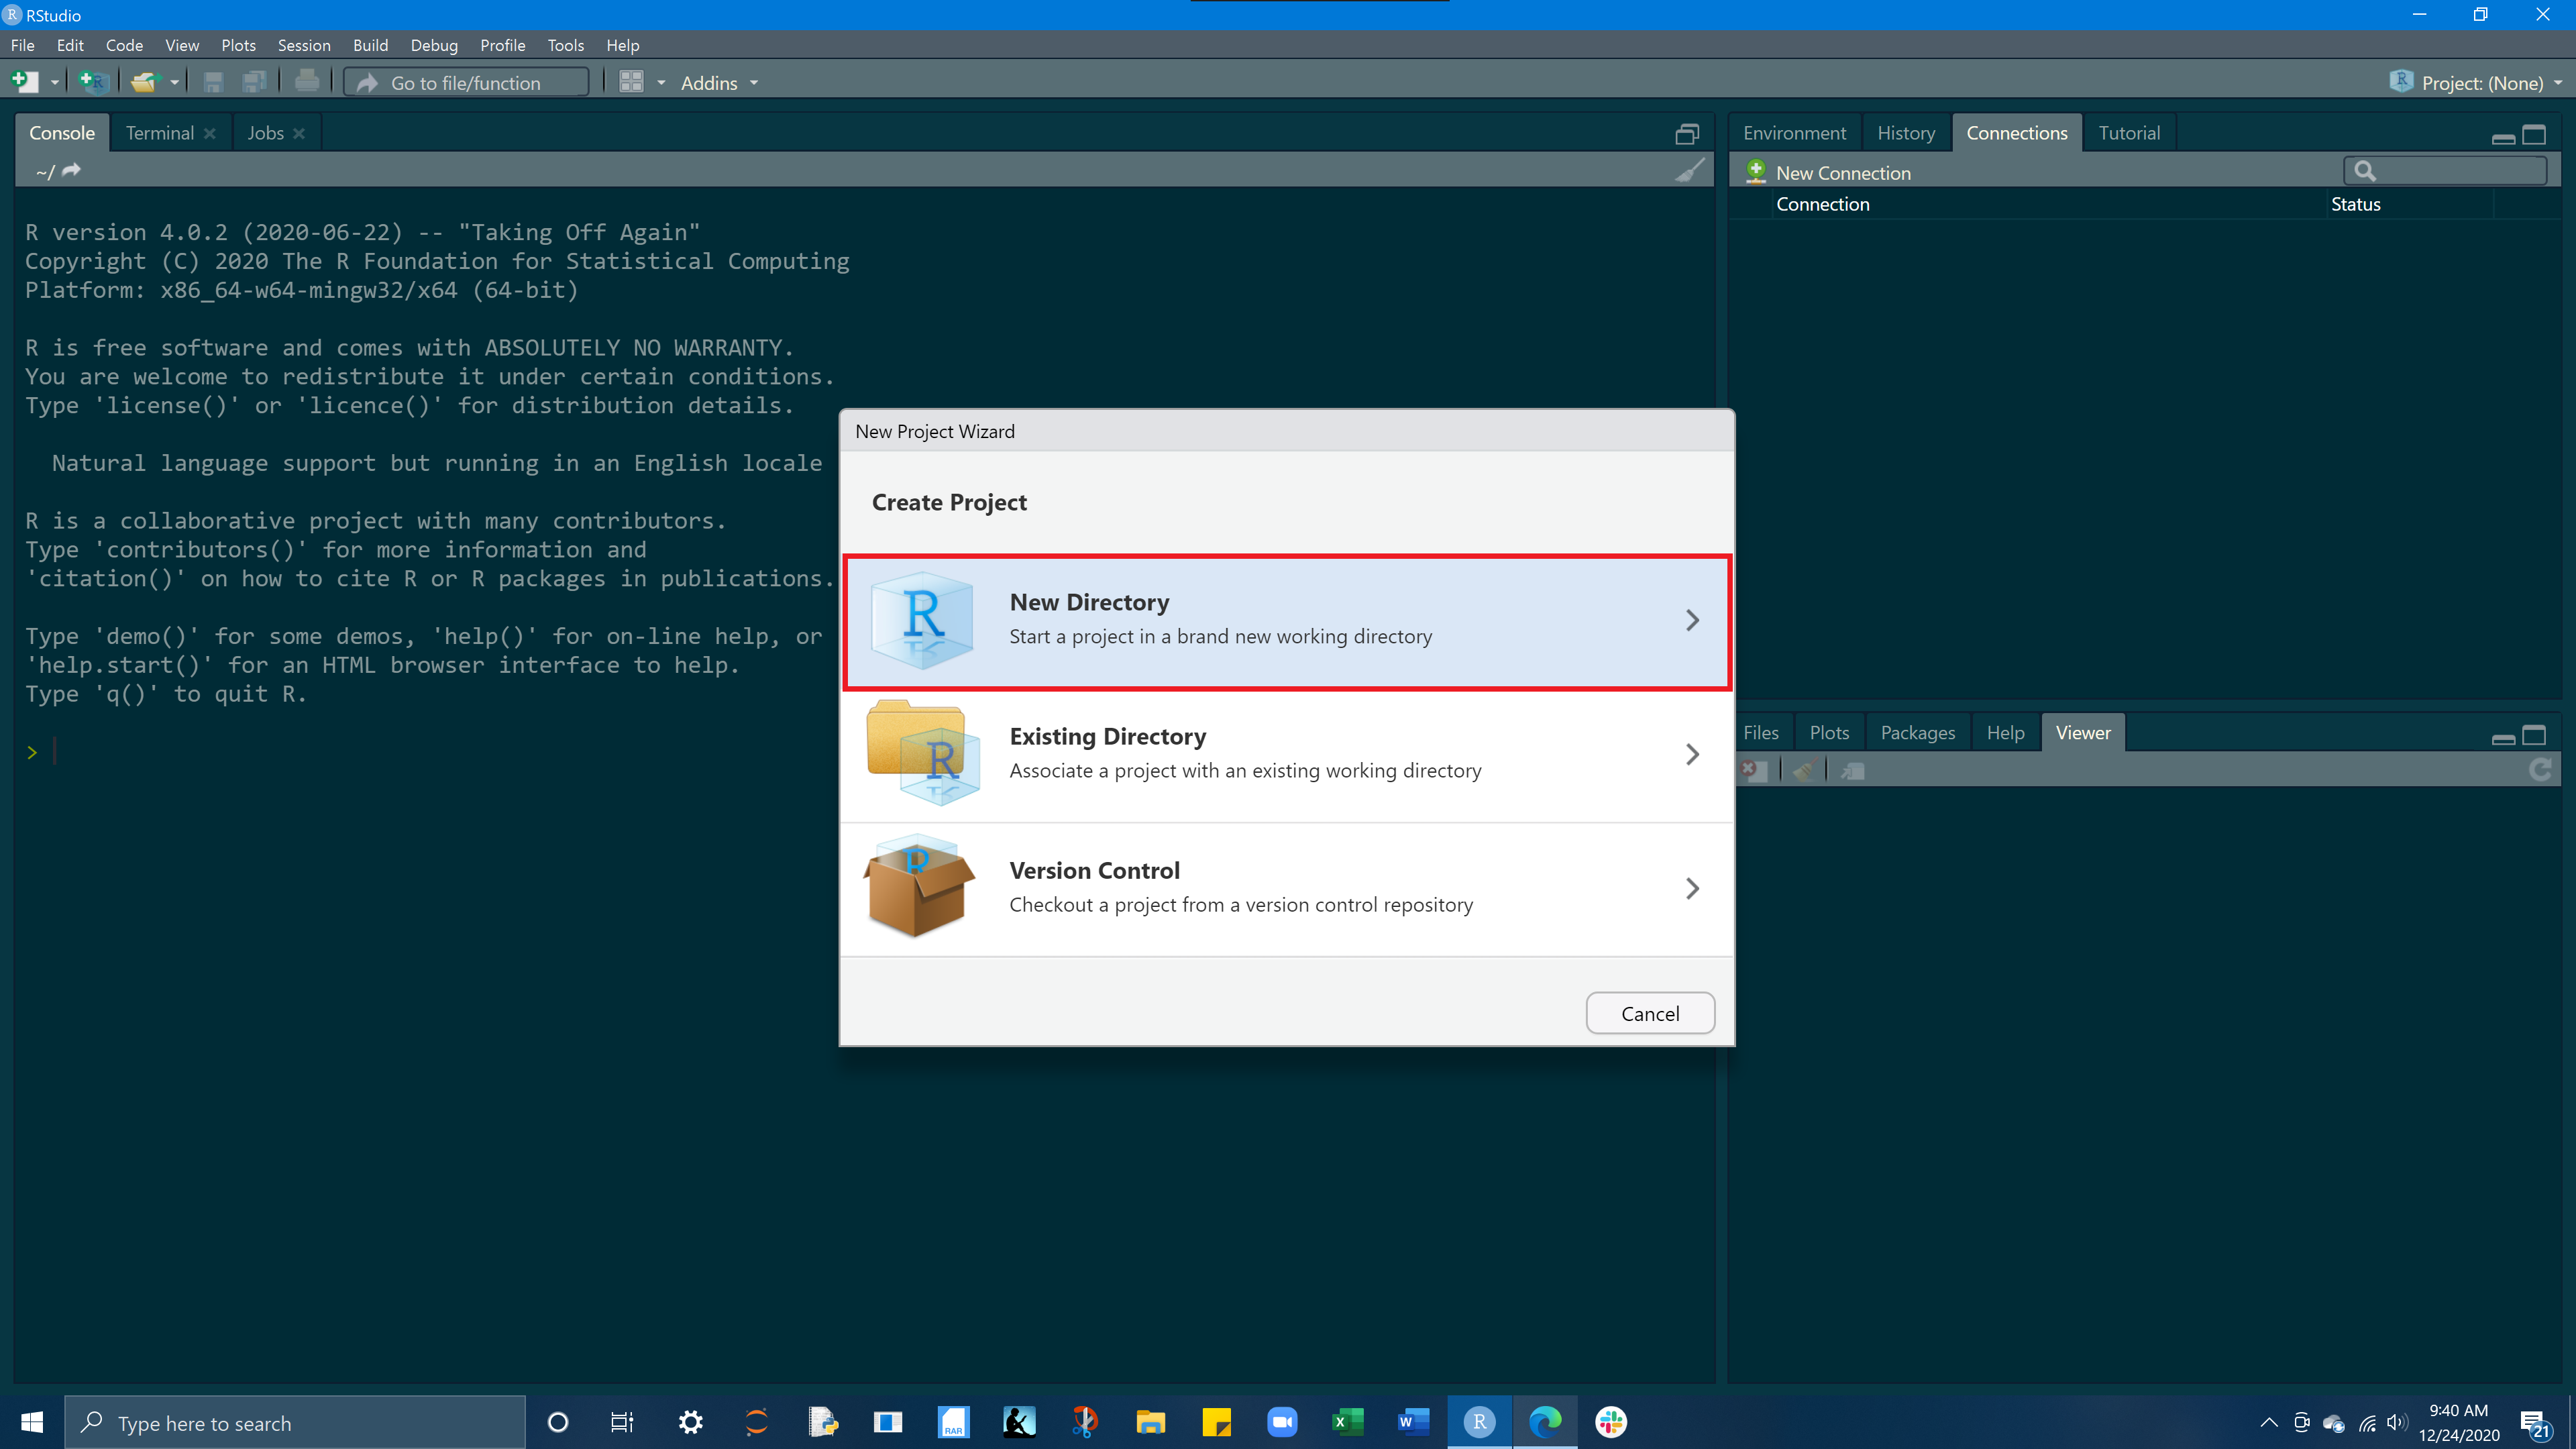 RStudio
File Edit Code View Plots Session Build Debug Profile Tools Help
Go to file/function Addins Project: (None)
Console Terminal Jobs
~/
R version 4.0.2 (2020-06-22) -- "Taking Off Again"
Copyright (C) 2020 The R Foundation for Statistical Computing
Platform: x86_64-w64-mingw32/x64 (64-bit)
R is free software and comes with ABSOLUTELY NO WARRANTY.
You are welcome to redistribute it under certain conditions.
Type 'license()' or 'licence()' for distribution details.
Natural language support but running in an English locale
R is a collaborative project with many contributors.
Type 'contributors()' for more information and
'citation()' on how to cite R or R packages in publications.
Type 'demo()' for some demos, 'help()' for on-line help, or
'help.start()' for an HTML browser interface to help.
Type 'q()' to quit R.
>
Environment History Connections Tutorial
New Connection
Connection Status
New Project Wizard
Create Project
New Directory
Start a project in a brand new working directory
Existing Directory
Associate a project with an existing working directory
Version Control
Checkout a project from a version control repository
Cancel
Files Plots Packages Help Viewer
Type here to search
RAR
9:40 AM
12/24/2020
21